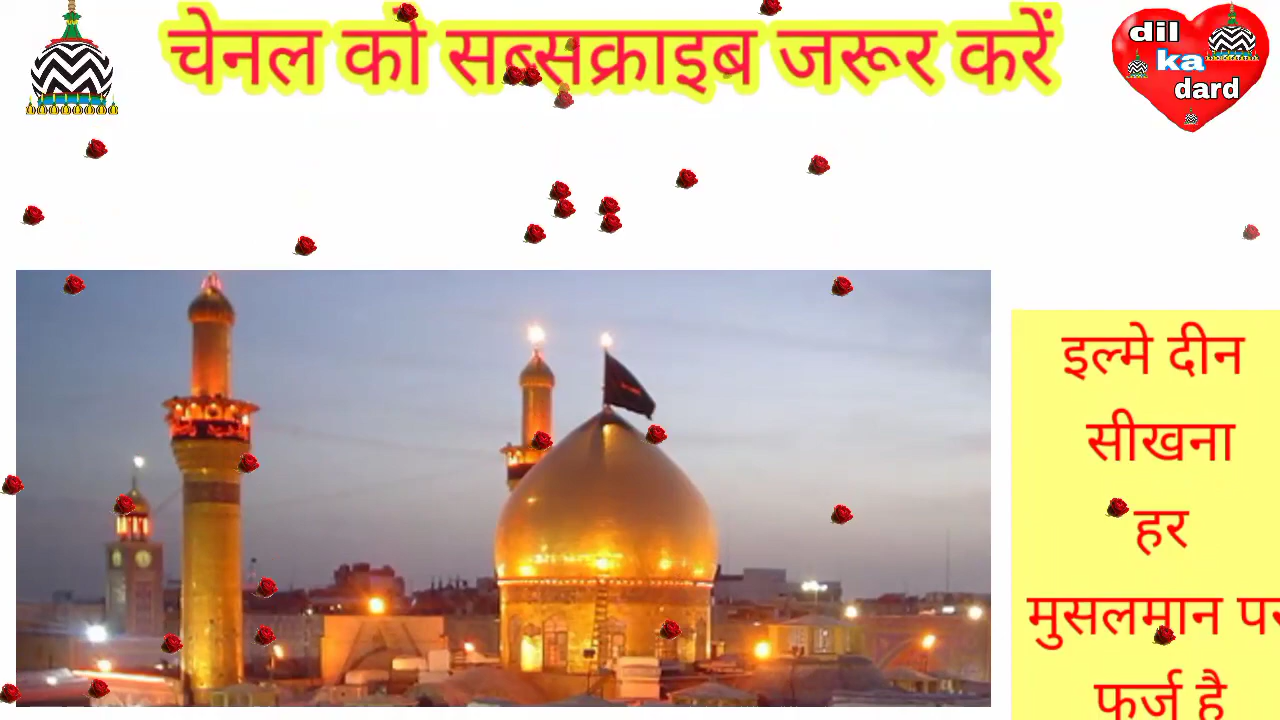 चेनल को सब्सक्राइब जरूर करें
dil
ka
dard
इल्मे दीन
सीखना
हर
मुसलमान पर
फर्ज है